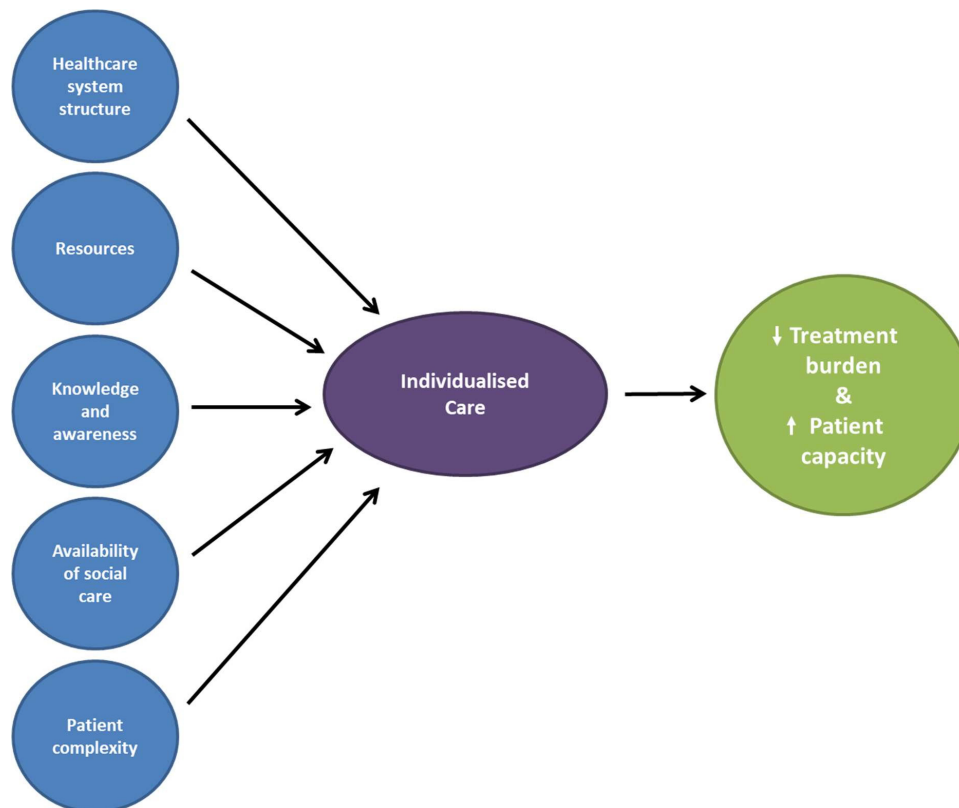 Healthcare
system
structure
Resources
Knowledge
and
awareness
Availability
of social
care
Patient
complexity
Individualised
Care
↓ Treatment
burden
&
↑ Patient
capacity